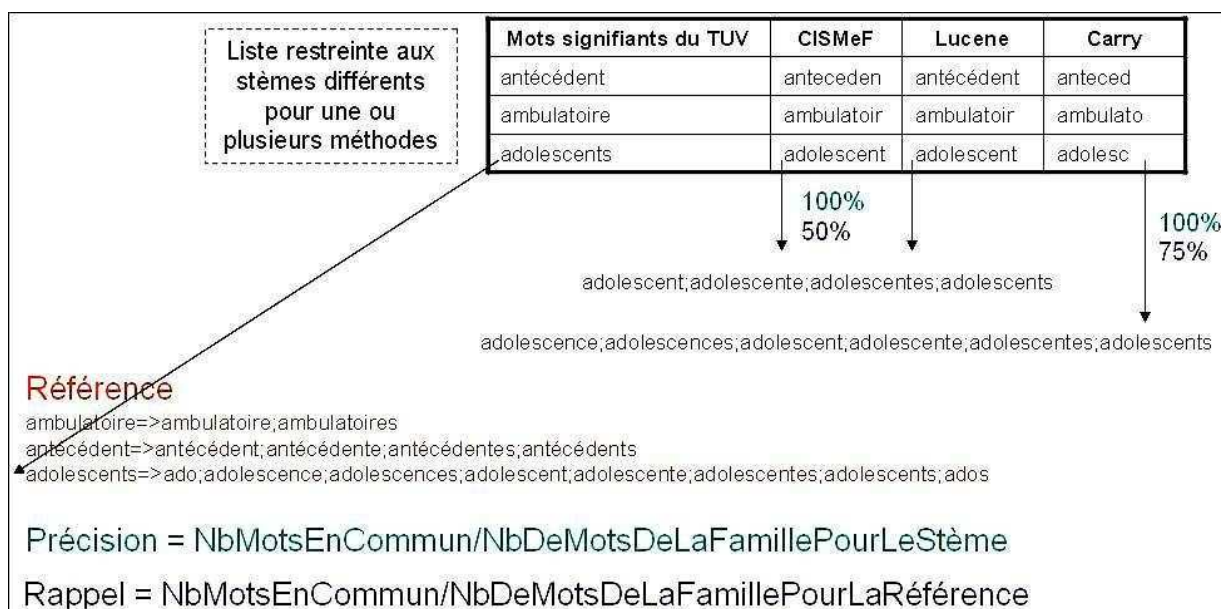 Liste restreinte aux
stèmes différents
pour une ou
plusieurs méthodes
Mots signifiants du TUV CISMeF Lucene Carry
antécédent anteceden antécédent anteced
ambulatoire ambulatoir ambulatoir ambulato
adolescents adolescent adolescent adolesc
100%
50%
100%
75%
adolescent;adolescente;adolescentes;adolescents
adolescence;adolescences;adolescent;adolescente;adolescentes;adolescents
Référence
ambulatoire=>ambulatoire;ambulatoires
antécédent=>antécédent;antécédente;antécédentes;antécédents
adolescents=>ado;adolescence;adolescences;adolescent;adolescente;adolescentes;adolescents;ados
Précision = NbMotsEnCommun/NbDeMotsDeLaFamillePourLeStème
Rappel = NbMotsEnCommun/NbDeMotsDeLaFamillePourLaRéférence